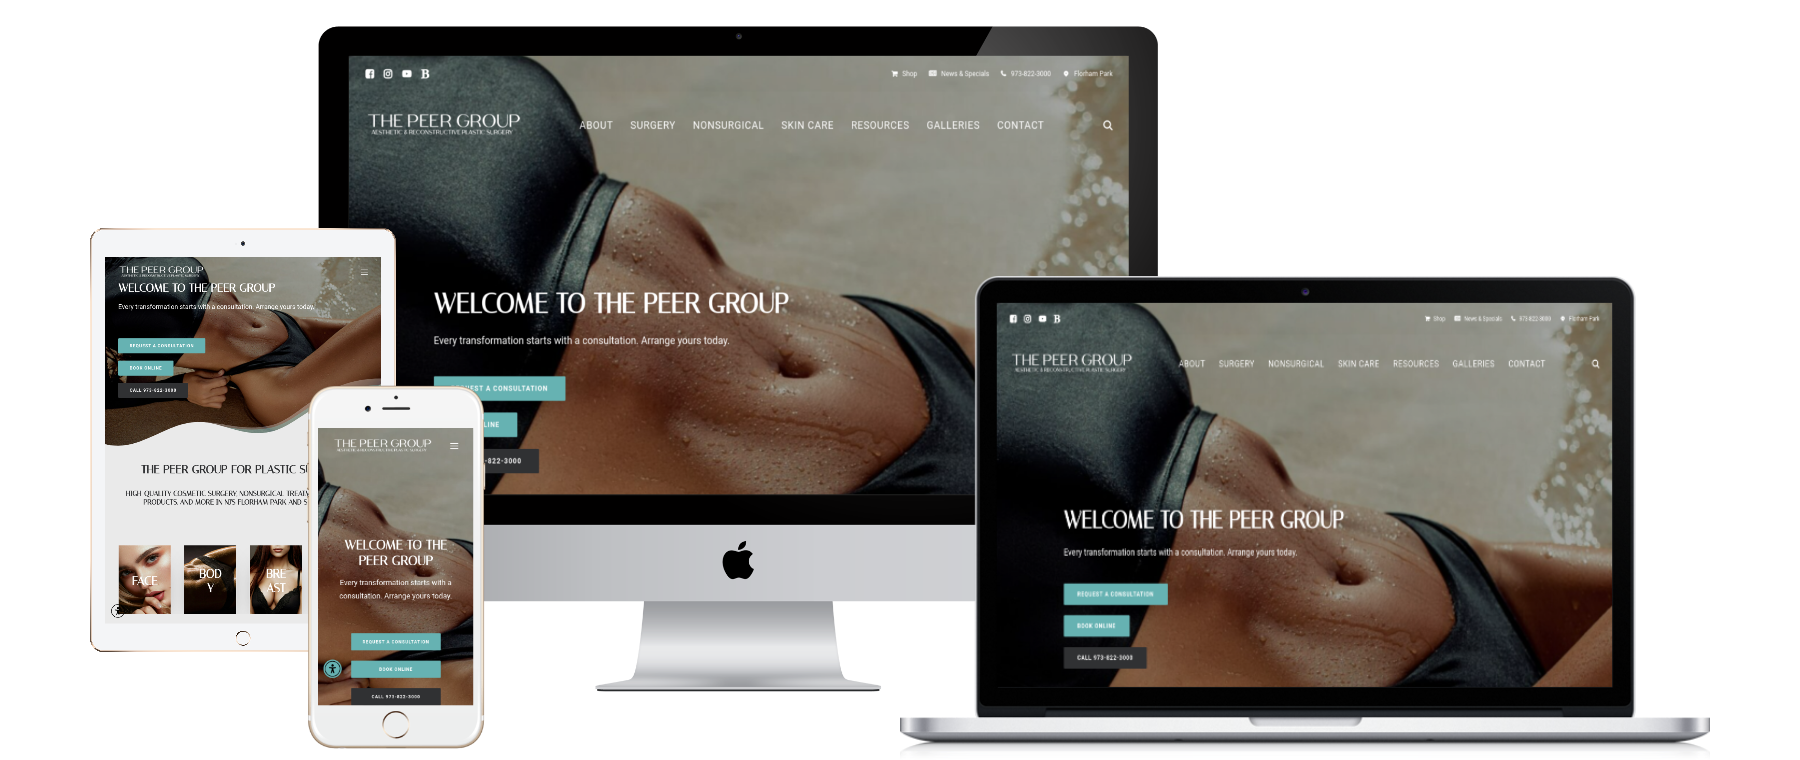 B
Shop
News & Specials
973-822-3000
Florham Park
THE PEER GROUP
AESTHETIC & RECONSTRUCTIVE PLASTIC SURGERY
ABOUT SURGERY NONSURGICAL SKIN CARE RESOURCES GALLERIES CONTACT
WELCOME TO THE PEER GROUP
Every transformation starts with a consultation. Arrange yours today.
EST A CONSULTATION
LINE
-822-3000
THE PEER GROUP
AESTHETIC & RECONSTRUCTIVE PLASTIC SURGERY
WELCOME TO THE PEER GROUP
Every transformation starts with a consultation. Arrange yours today.
REQUEST A CONSULTATION
BOOK ONLINE
CALL 973-822-3000
THE PEER GROUP FOR PLASTIC S
HIGH QUALITY COSMETIC SURGERY, NONSURGICAL TREAT
PRODUCTS, AND MORE IN NJ'S FLORHAM PARK AND S
FACE
BOD
Y
BRE
AST
THE PEER GROUP
AESTHETIC & RECONSTRUCTIVE PLASTIC SURGERY
WELCOME TO THE
PEER GROUP
Every transformation starts with a
consultation. Arrange yours today.
REQUEST A CONSULTATION
BOOK ONLINE
CALL 973-822-3000
B
Shop
News & Specials
973-822-3000
Florham Park
THE PEER GROUP
AESTHETIC & RECONSTRUCTIVE PLASTIC SURGERY
ABOUT SURGERY NONSURGICAL SKIN CARE RESOURCES GALLERIES CONTACT
WELCOME TO THE PEER GROUP
Every transformation starts with a consultation. Arrange yours today.
REQUEST A CONSULTATION
BOOK ONLINE
CALL 973-822-3000